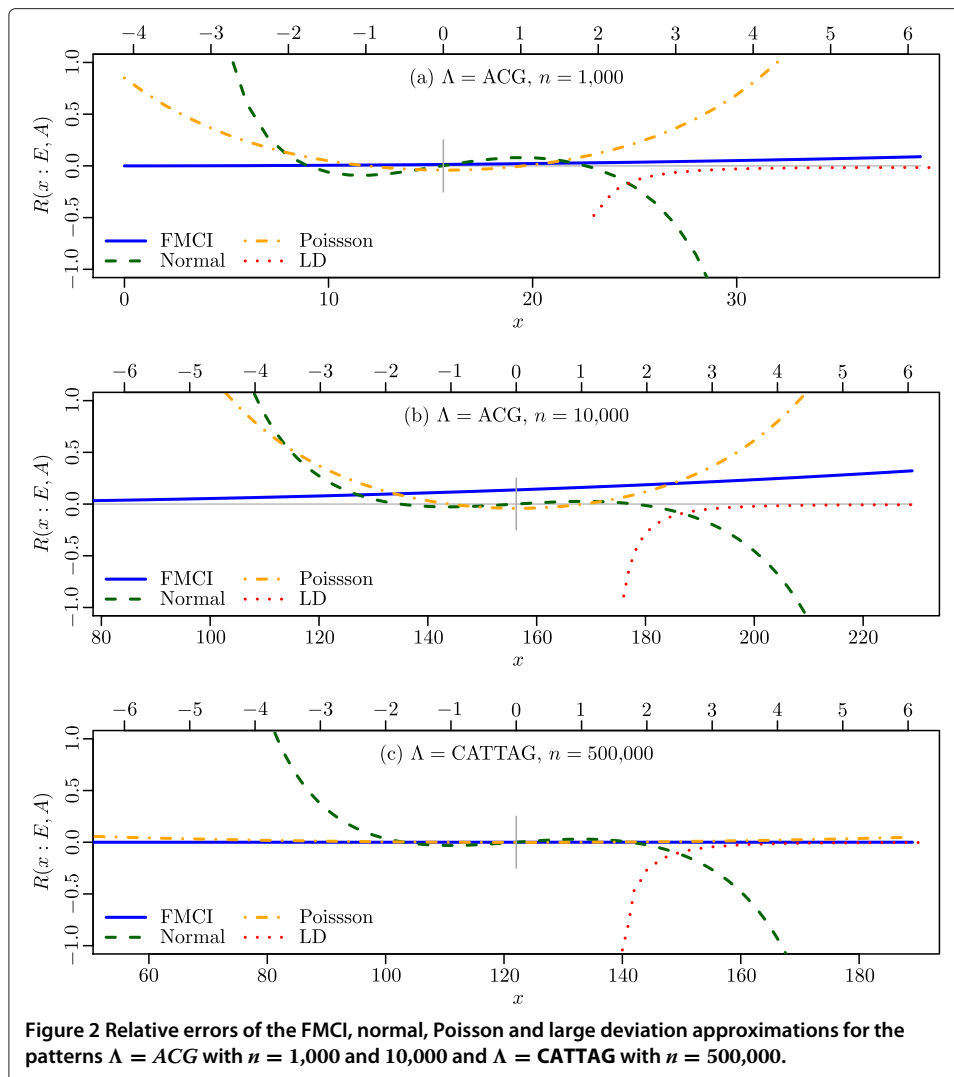 −4 −3 −2 −1 0 1 2 3 4 5 6
(a) Λ = ACG, n = 1,000
R(x : E, A)
1.0
0.5
0.0
−0.5
−1.0
FMCI Poissson
Normal LD
0 10 20 30
x
−6 −5 −4 −3 −2 −1 0 1 2 3 4 5 6
(b) Λ = ACG, n = 10,000
R(x : E, A)
1.0
0.5
0.0
−0.5
−1.0
FMCI Poissson
Normal LD
80 100 120 140 160 180 200 220
x
−6 −5 −4 −3 −2 −1 0 1 2 3 4 5 6
(c) Λ = CATTAG, n = 500,000
R(x : E, A)
1.0
0.5
0.0
−0.5
−1.0
FMCI Poissson
Normal LD
60 80 100 120 140 160 180
x
Figure 2 Relative errors of the FMCI, normal, Poisson and large deviation approximations for the
patterns Λ = ACG with n = 1,000 and 10,000 and Λ = CATTAG with n = 500,000.